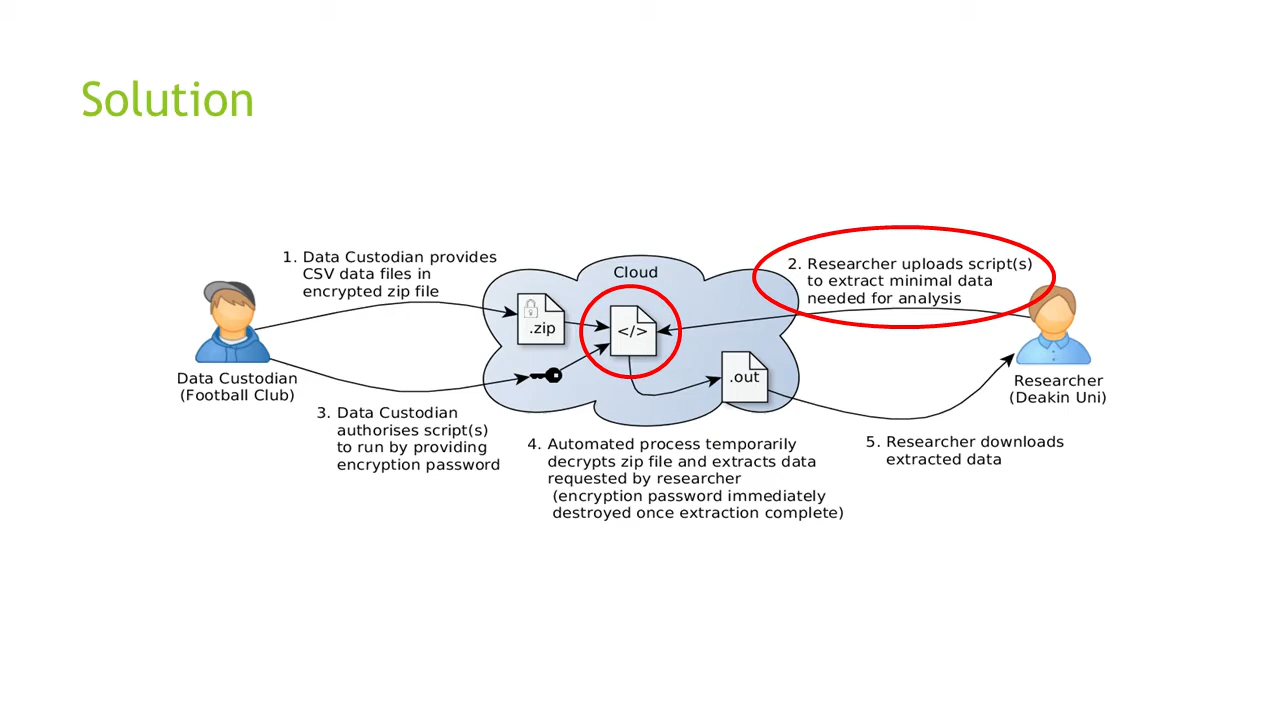 Solution
1. Data Custodian provides
CSV data files in
encrypted zip file
Cloud
2. Researcher uploads script(s)
to extract minimal data
needed for analysis
.zip
</>
.out
Data Custodian
(Football Club)
Researcher
(Deakin Uni)
3. Data Custodian
authorises script(s)
to run by providing
encryption password
4. Automated process temporarily
decrypts zip file and extracts data
requested by researcher
(encryption password immediately
destroyed once extraction complete)
5. Researcher downloads
extracted data